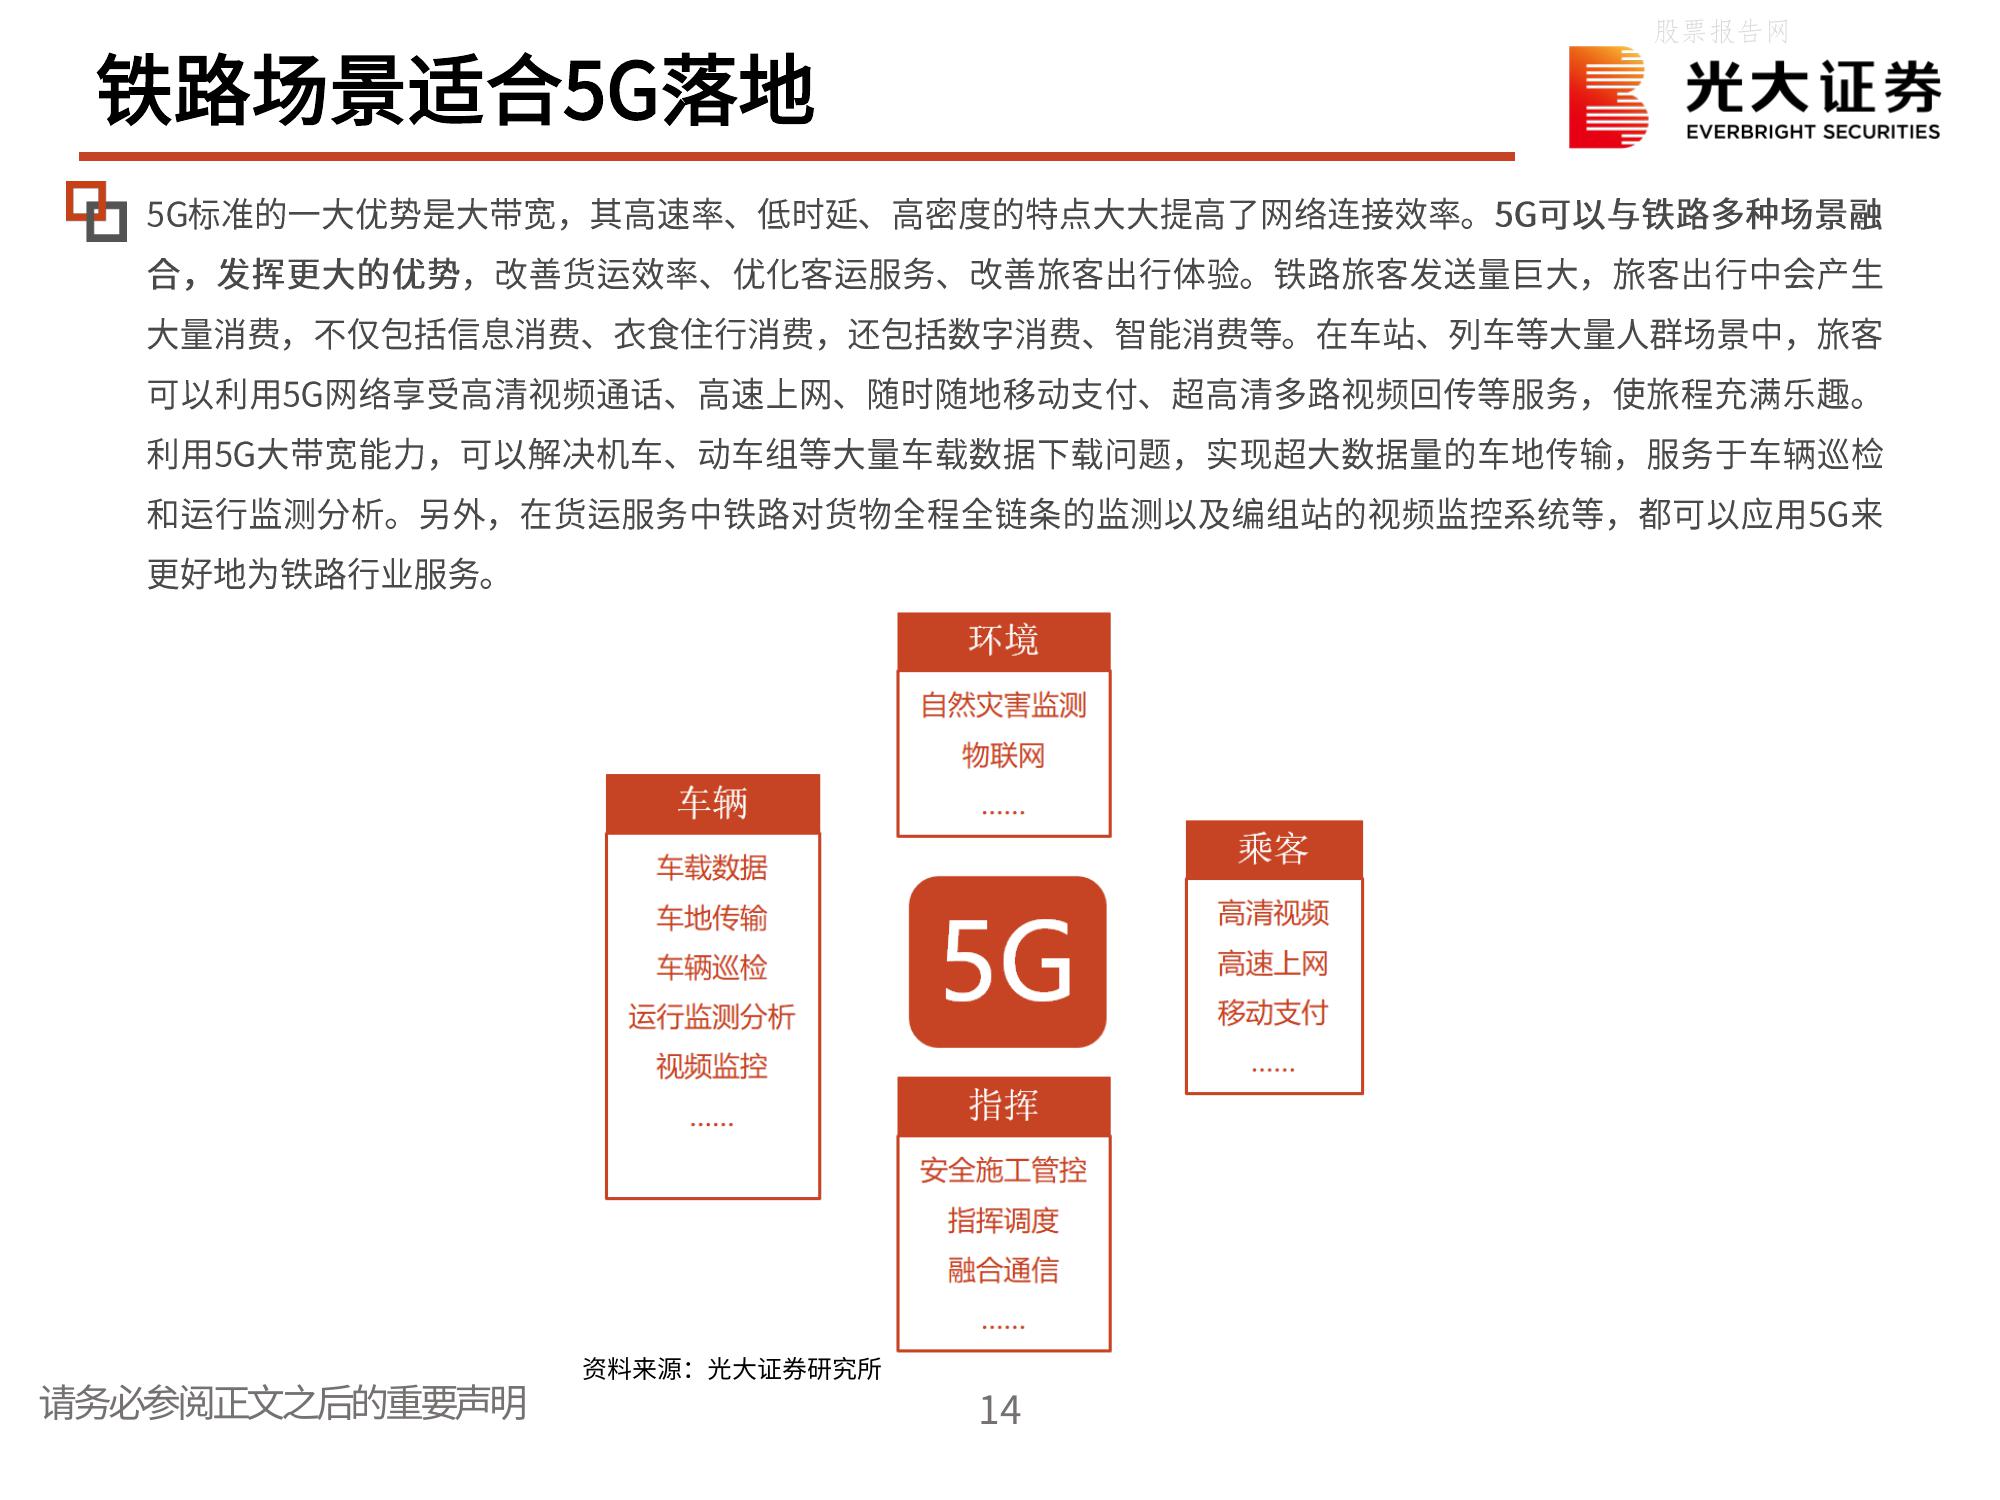 股票报告网
铁路场景适合5G落地
光大证券
EVERBRIGHT SECURITIES
5G标准的一大优势是大带宽，其高速率、低时延、高密度的特点大大提高了网络连接效率。5G可以与铁路多种场景融
合，发挥更大的优势，改善货运效率、优化客运服务、改善旅客出行体验。铁路旅客发送量巨大，旅客出行中会产生
大量消费，不仅包括信息消费、衣食住行消费，还包括数字消费、智能消费等。在车站、列车等大量人群场景中，旅客
可以利用5G网络享受高清视频通话、高速上网、随时随地移动支付、超高清多路视频回传等服务，使旅程充满乐趣。
利用5G大带宽能力，可以解决机车、动车组等大量车载数据下载问题，实现超大数据量的车地传输，服务于车辆巡检
和运行监测分析。另外，在货运服务中铁路对货物全程全链条的监测以及编组站的视频监控系统等，都可以应用5G来
更好地为铁路行业服务。
环境
自然灾害监测
物联网
……
车辆
车载数据
车地传输
车辆巡检
运行监测分析
视频监控
……
5G
乘客
高清视频
高速上网
移动支付
……
指挥
安全施工管控
指挥调度
融合通信
……
资料来源：光大证券研究所
请务必参阅正文之后的重要声明
14